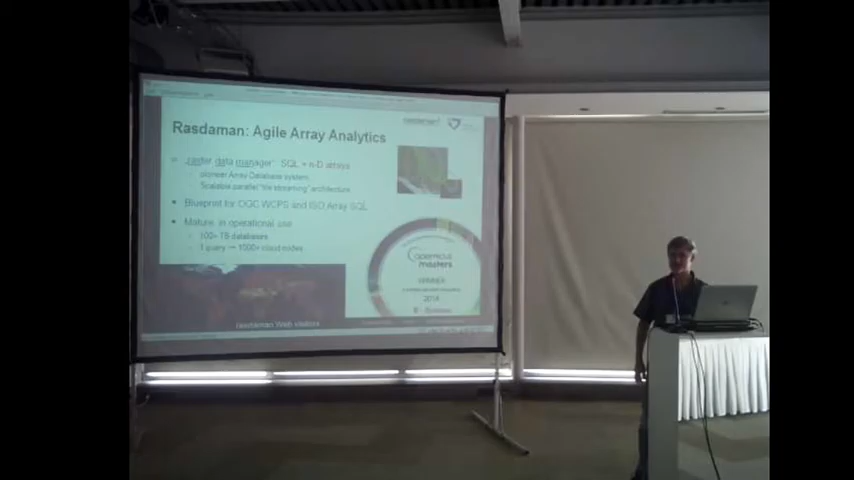 Rasdaman: Agile Array Analytics
"raster data manager": SQL + n-D arrays
pioneer Array Database system
Scalable parallel "tile streaming" architecture
Blueprint for OGC WCPS and ISO Array SQL
Mature, in operational use
100+ TB databases
1 query → 1000+ cloud nodes
rasdaman Web visitors
copernicus
masters
WINNER
2014